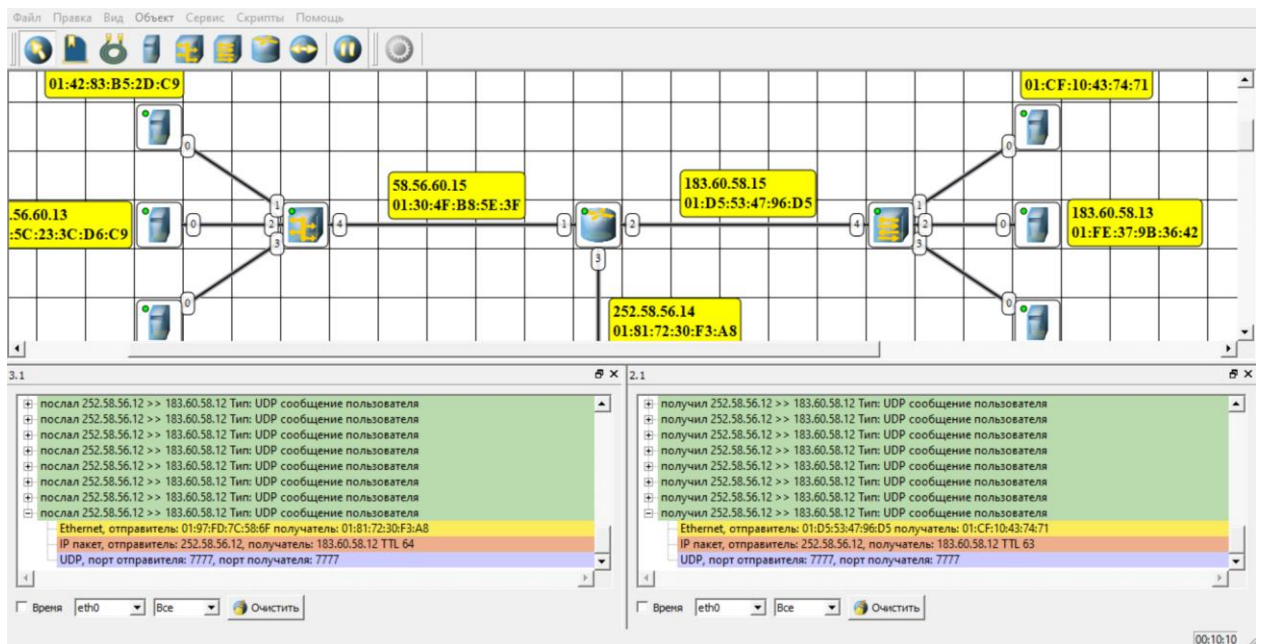 Файл Правка Вид Объект Сервис Скрипты Помощь
01:42:83:B5:2D:C9
01:CF:10:43:74:71
0
0
58.56.60.15
01:30:4F:B8:5E:3F
183.60.58.15
01:D5:53:47:96:D5
.56.60.13
:5C:23:3C:D6:C9
183.60.58.13
01:FE:37:9B:36:42
1
1
0
2
4
1
2
4
2
0
3
3
3
0
0
252.58.56.14
01:81:72:30:F3:A8
3.1
послал 252.58.56.12 >> 183.60.58.12 Тип: UDP сообщение пользователя
послал 252.58.56.12 >> 183.60.58.12 Тип: UDP сообщение пользователя
послал 252.58.56.12 >> 183.60.58.12 Тип: UDP сообщение пользователя
послал 252.58.56.12 >> 183.60.58.12 Тип: UDP сообщение пользователя
послал 252.58.56.12 >> 183.60.58.12 Тип: UDP сообщение пользователя
послал 252.58.56.12 >> 183.60.58.12 Тип: UDP сообщение пользователя
послал 252.58.56.12 >> 183.60.58.12 Тип: UDP сообщение пользователя
послал 252.58.56.12 >> 183.60.58.12 Тип: UDP сообщение пользователя
Ethernet, отправитель: 01:97:FD:7C:58:6F получатель: 01:81:72:30:F3:A8
IP пакет, отправитель: 252.58.56.12, получатель: 183.60.58.12 TTL 64
UDP, порт отправителя: 7777, порт получателя: 7777
Время eth0 Все Очистить
2.1
получил 252.58.56.12 >> 183.60.58.12 Тип: UDP сообщение пользователя
получил 252.58.56.12 >> 183.60.58.12 Тип: UDP сообщение пользователя
получил 252.58.56.12 >> 183.60.58.12 Тип: UDP сообщение пользователя
получил 252.58.56.12 >> 183.60.58.12 Тип: UDP сообщение пользователя
получил 252.58.56.12 >> 183.60.58.12 Тип: UDP сообщение пользователя
получил 252.58.56.12 >> 183.60.58.12 Тип: UDP сообщение пользователя
получил 252.58.56.12 >> 183.60.58.12 Тип: UDP сообщение пользователя
получил 252.58.56.12 >> 183.60.58.12 Тип: UDP сообщение пользователя
Ethernet, отправитель: 01:D5:53:47:96:D5 получатель: 01:CF:10:43:74:71
IP пакет, отправитель: 252.58.56.12, получатель: 183.60.58.12 TTL 63
UDP, порт отправителя: 7777, порт получателя: 7777
Время eth0 Все Очистить
00:10:10